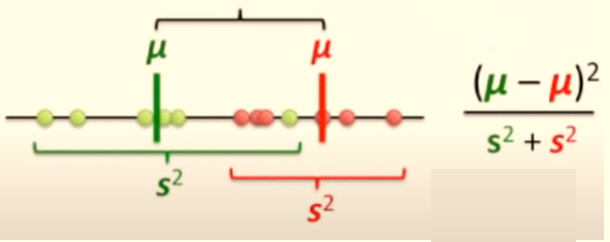 μ μ
s²
s²
(μ − μ)²
s² + s²